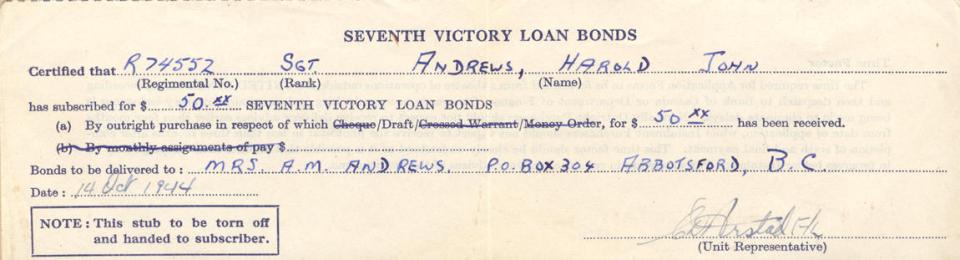 SEVENTH VICTORY LOAN BONDS
Certified that R74552 SGT. ANDREWS, HAROLD JOHN
(Regimental No.) (Rank) (Name)
has subscribed for $ 50.xx SEVENTH VICTORY LOAN BONDS
(a) By outright purchase in respect of which Cheque/Draft/Crossed Warrant/Money Order, for $ 50 xx has been received.
(b) By monthly assignments of pay $
Bonds to be delivered to: MRS. A.M. ANDREWS. P.O. BOX 304 ABBOTSFORD, B.C.
Date: 14 Oct 1944
NOTE: This stub to be torn off
and handed to subscriber.
(Unit Representative)